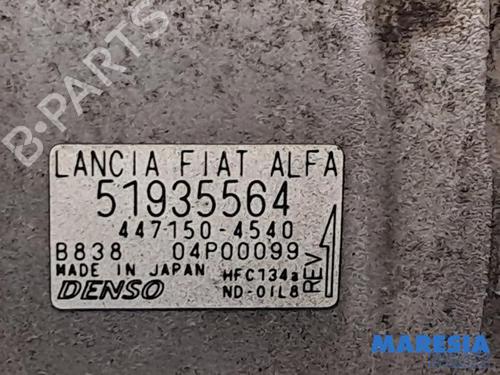 LANCIA FIAT ALFA
51935564
447150-4540
B838 04P00099
MADE IN JAPAN HFC134a
DENSO ND-OIL8 REV
B-PARTS
MARESIA